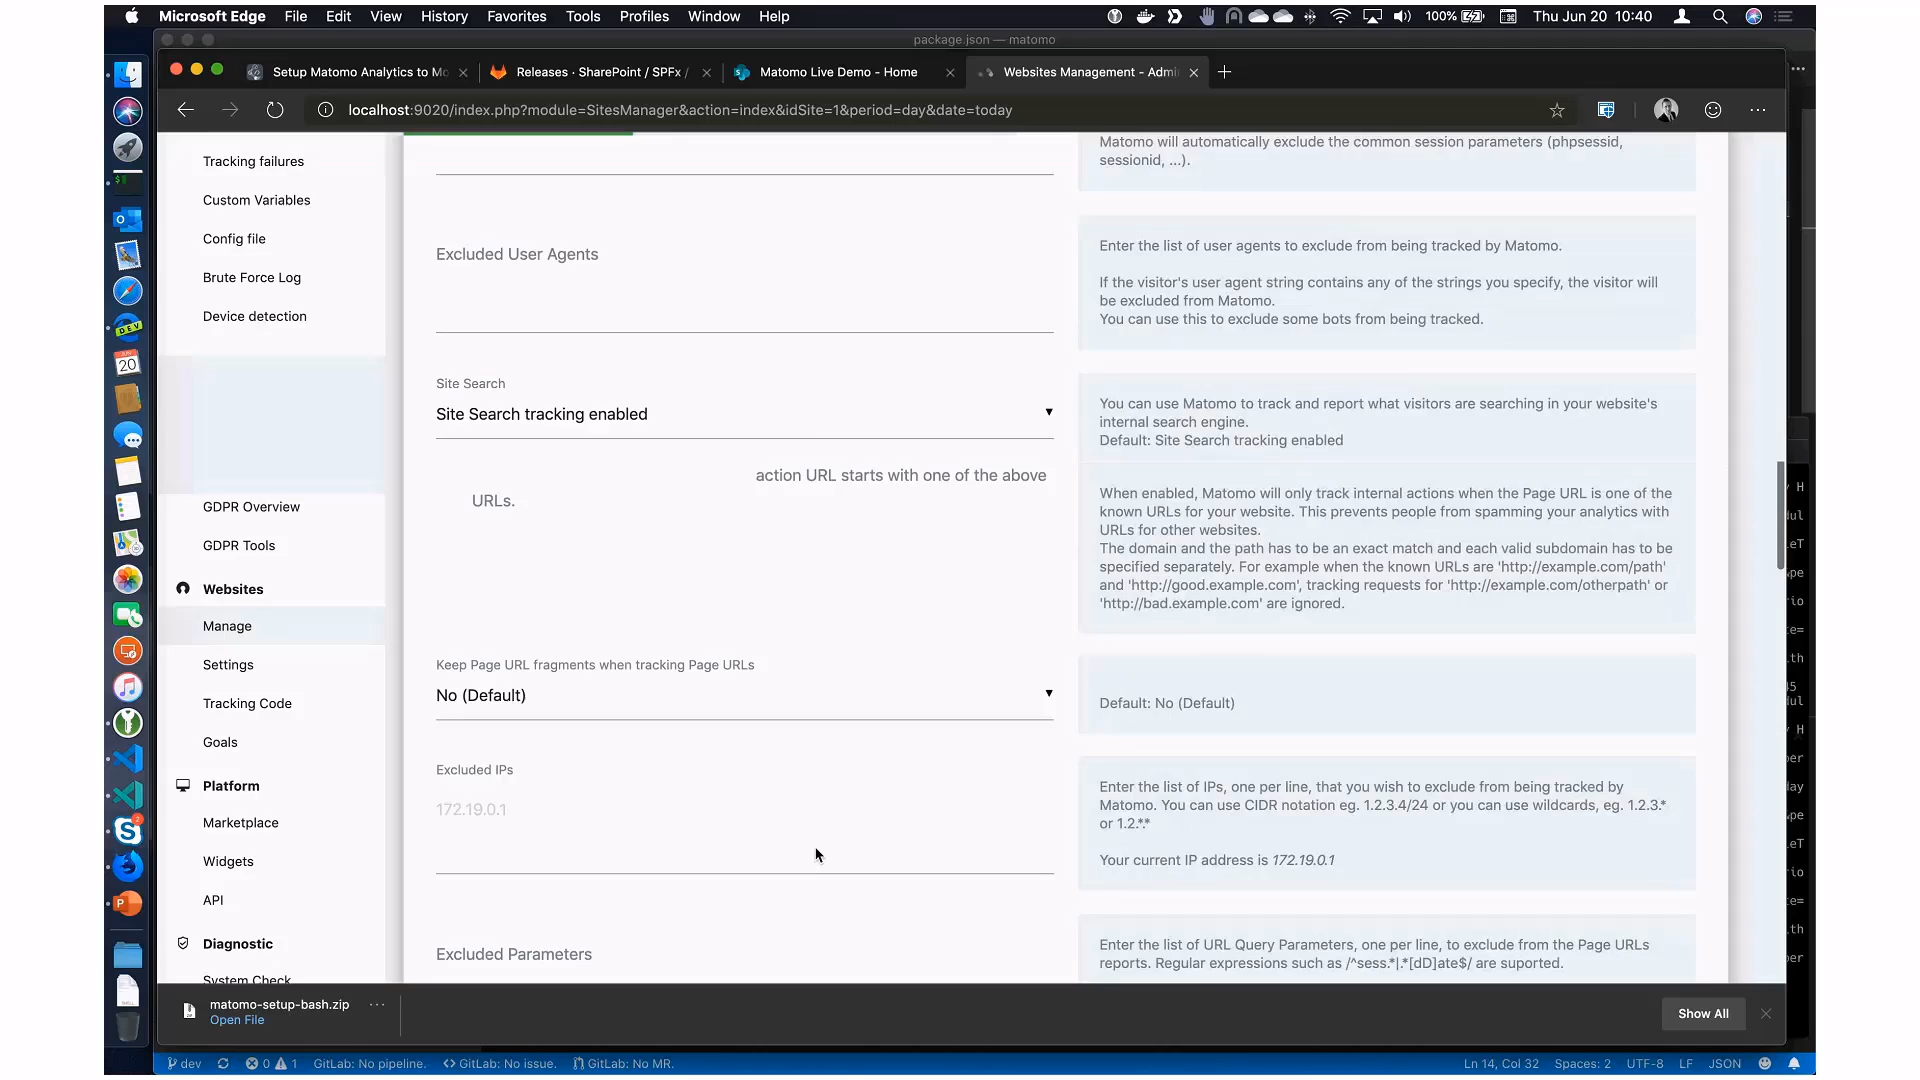 Microsoft Edge File Edit View History Favorites Tools Profiles Window Help 100% Thu Jun 20 10:40
package.json — matomo
Setup Matomo Analytics to Mo
Releases · SharePoint / SPFx /
Matomo Live Demo - Home
Websites Management - Admi
localhost:9020/index.php?module=SitesManager&action=index&idSite=1&period=day&date=today
Tracking failures
Custom Variables
Config file
Brute Force Log
Device detection
GDPR Overview
GDPR Tools
Websites
Manage
Settings
Tracking Code
Goals
Platform
Marketplace
Widgets
API
Diagnostic
System Check
Matomo will automatically exclude the common session parameters (phpsessid,
sessionid, ...).
Excluded User Agents
Enter the list of user agents to exclude from being tracked by Matomo.
If the visitor's user agent string contains any of the strings you specify, the visitor will
be excluded from Matomo.
You can use this to exclude some bots from being tracked.
Site Search
Site Search tracking enabled
You can use Matomo to track and report what visitors are searching in your website's
internal search engine.
Default: Site Search tracking enabled
action URL starts with one of the above
URLs.
When enabled, Matomo will only track internal actions when the Page URL is one of the
known URLs for your website. This prevents people from spamming your analytics with
URLs for other websites.
The domain and the path has to be an exact match and each valid subdomain has to be
specified separately. For example when the known URLs are 'http://example.com/path'
and 'http://good.example.com', tracking requests for 'http://example.com/otherpath' or
'http://bad.example.com' are ignored.
Keep Page URL fragments when tracking Page URLs
No (Default)
Default: No (Default)
Excluded IPs
172.19.0.1
Enter the list of IPs, one per line, that you wish to exclude from being tracked by
Matomo. You can use CIDR notation eg. 1.2.3.4/24 or you can use wildcards, eg. 1.2.3.*
or 1.2.*.*
Your current IP address is 172.19.0.1
Excluded Parameters
Enter the list of URL Query Parameters, one per line, to exclude from the Page URLs
reports. Regular expressions such as /^sess.*|.*[dD]ate$/ are suported.
matomo-setup-bash.zip
Open File
Show All
dev 0 1 GitLab: No pipeline. GitLab: No issue. GitLab: No MR. Ln 14, Col 32 Spaces: 2 UTF-8 LF JSON